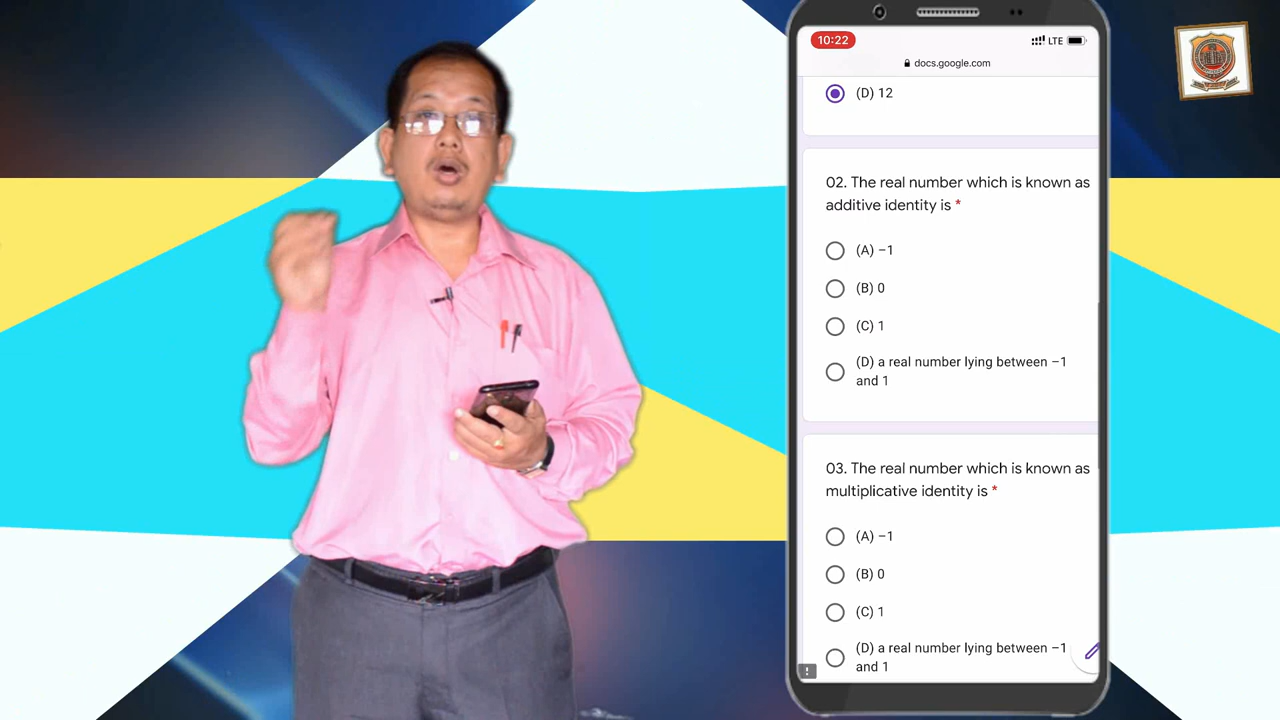 10:22
LTE
docs.google.com
(D) 12
02. The real number which is known as
additive identity is *
(A) −1
(B) 0
(C) 1
(D) a real number lying between −1
and 1
03. The real number which is known as
multiplicative identity is *
(A) −1
(B) 0
(C) 1
(D) a real number lying between −1
and 1